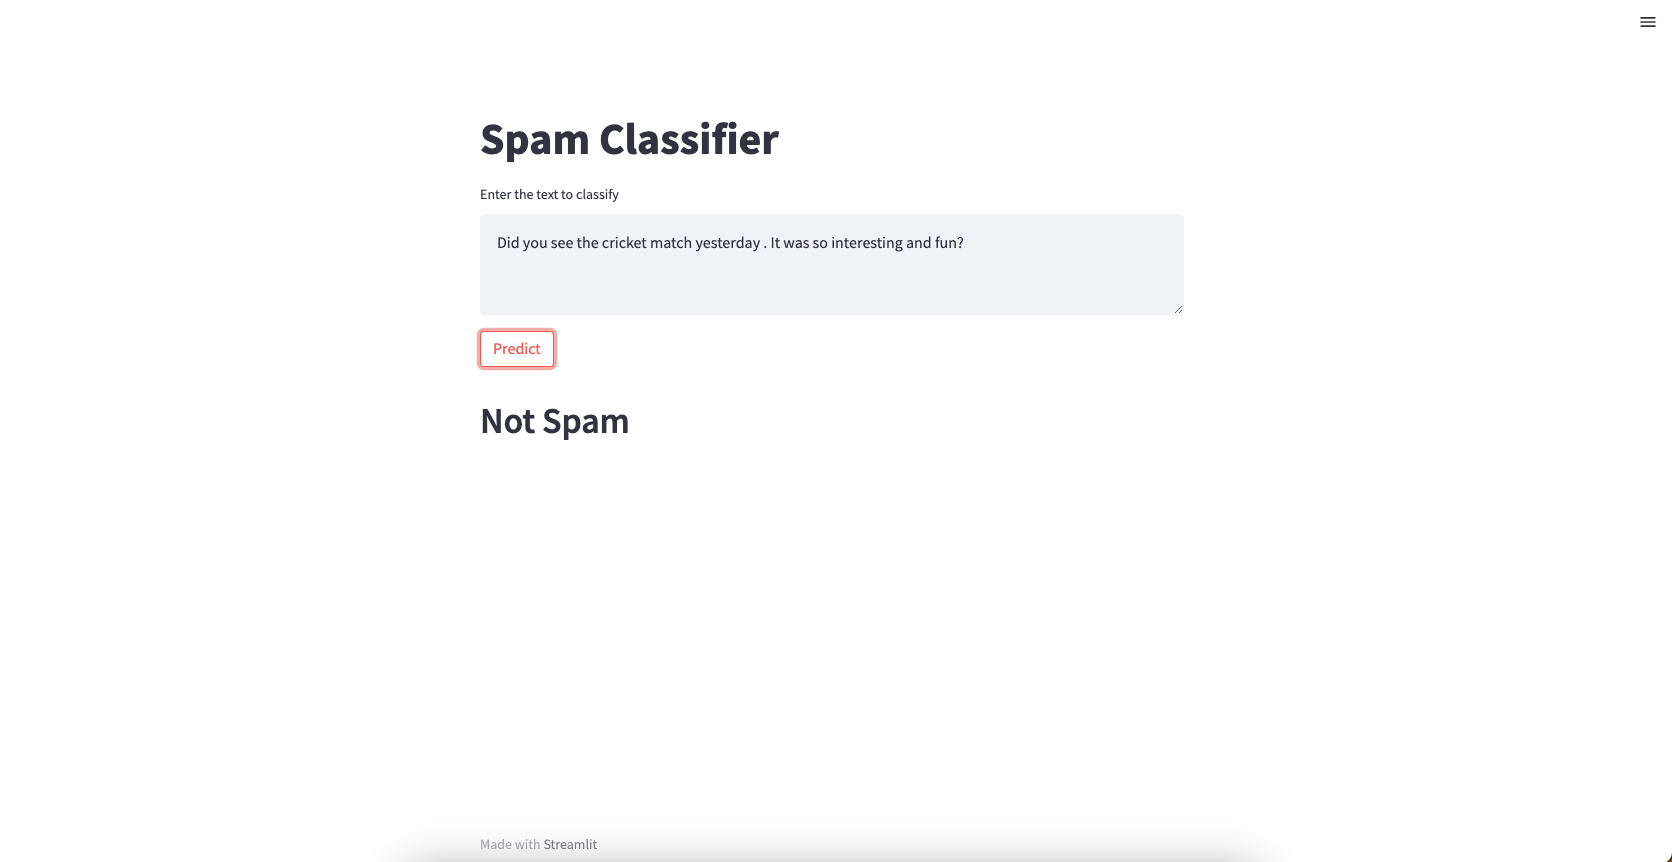 Spam Classifier
Enter the text to classify
Did you see the cricket match yesterday . It was so interesting and fun?
Predict
Not Spam
Made with Streamlit